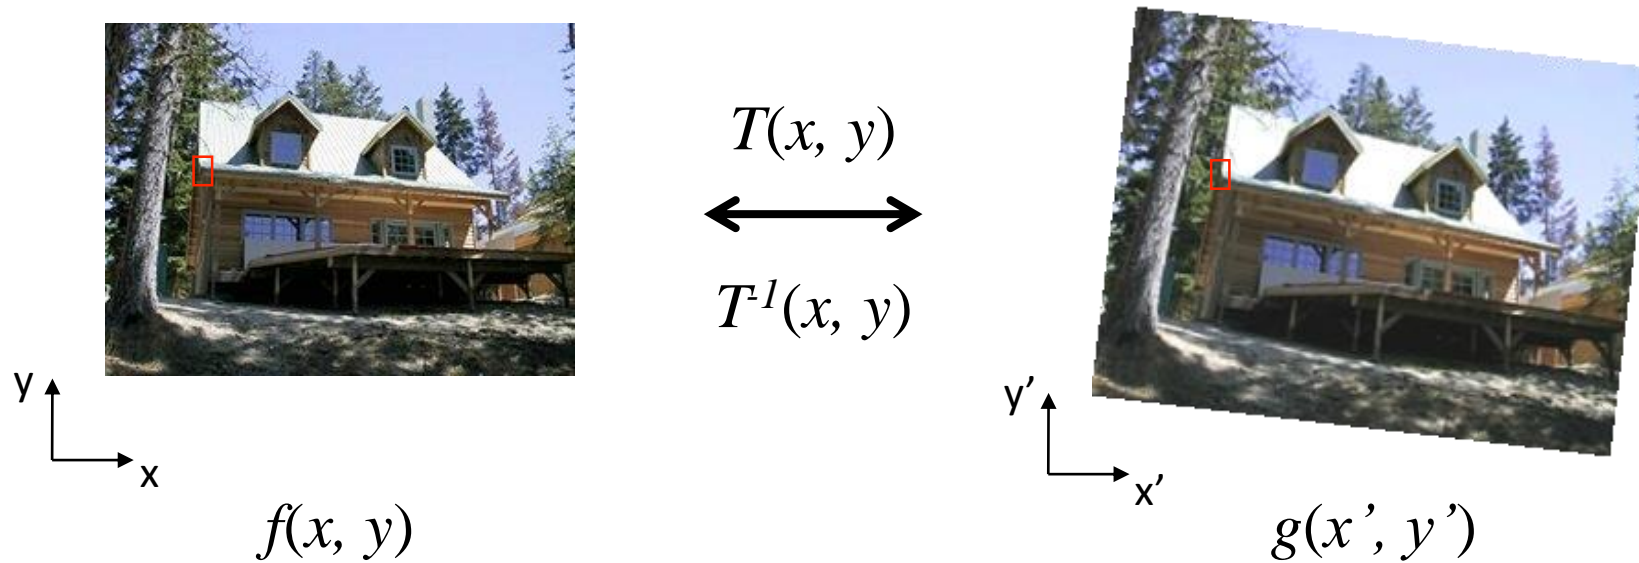 T(x, y)
T⁻¹(x, y)
y
x
f(x, y)
y’
x’
g(x’, y’)